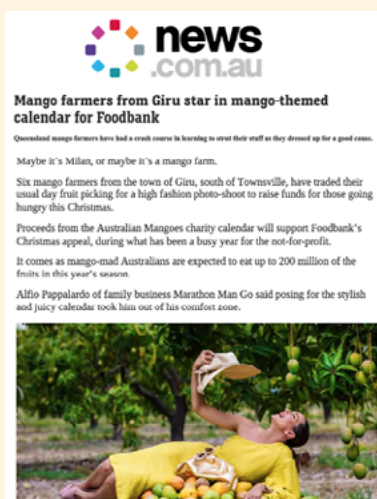 news
.com.au
Mango farmers from Giru star in mango-themed
calendar for Foodbank
Queensland mango farmers have had a crash course in learning to strut their stuff as they dressed up for a good cause.
Maybe it's Milan, or maybe it's a mango farm.
Six mango farmers from the town of Giru, south of Townsville, have traded their
usual day fruit picking for a high fashion photo-shoot to raise funds for those going
hungry this Christmas.
Proceeds from the Australian Mangoes charity calendar will support Foodbank's
Christmas appeal, during what has been a busy year for the not-for-profit.
It comes as mango-mad Australians are expected to eat up to 200 million of the
fruits in this year's season.
Alfio Pappalardo of family business Marathon Man Go said posing for the stylish
and juicy calendar took him out of his comfort zone.